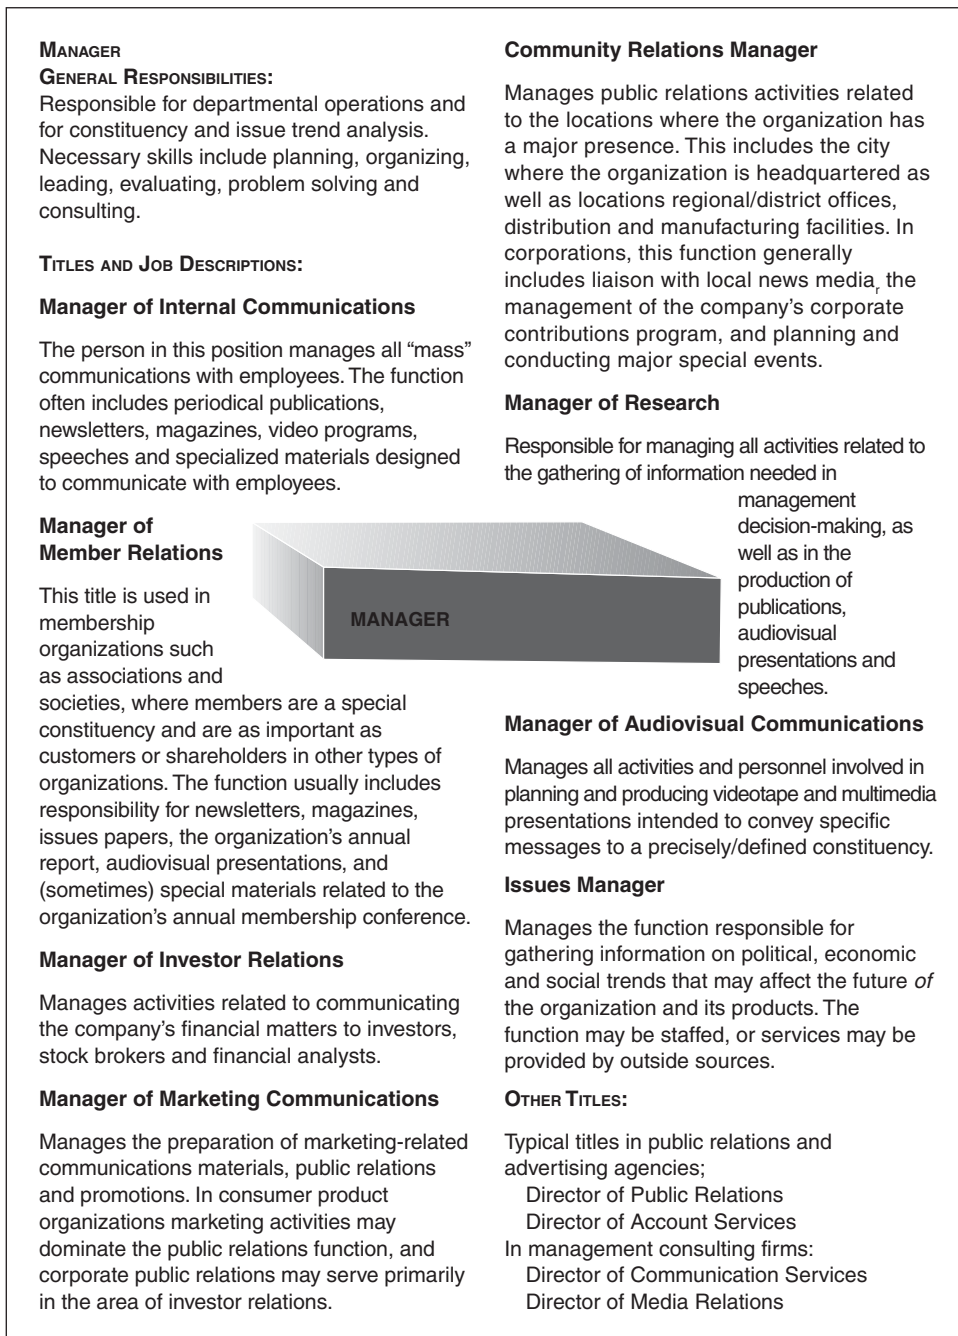 MANAGER
GENERAL RESPONSIBILITIES:
Responsible for departmental operations and
for constituency and issue trend analysis.
Necessary skills include planning, organizing,
leading, evaluating, problem solving and
consulting.
TITLES AND JOB DESCRIPTIONS:
Manager of Internal Communications
The person in this position manages all “mass”
communications with employees. The function
often includes periodical publications,
newsletters, magazines, video programs,
speeches and specialized materials designed
to communicate with employees.
Manager of
Member Relations
This title is used in
membership
organizations such
as associations and
societies, where members are a special
constituency and are as important as
customers or shareholders in other types of
organizations. The function usually includes
responsibility for newsletters, magazines,
issues papers, the organization’s annual
report, audiovisual presentations, and
(sometimes) special materials related to the
organization’s annual membership conference.
Manager of Investor Relations
Manages activities related to communicating
the company’s financial matters to investors,
stock brokers and financial analysts.
Manager of Marketing Communications
Manages the preparation of marketing-related
communications materials, public relations
and promotions. In consumer product
organizations marketing activities may
dominate the public relations function, and
corporate public relations may serve primarily
in the area of investor relations.
MANAGER
Community Relations Manager
Manages public relations activities related
to the locations where the organization has
a major presence. This includes the city
where the organization is headquartered as
well as locations regional/district offices,
distribution and manufacturing facilities. In
corporations, this function generally
includes liaison with local news media, the
management of the company’s corporate
contributions program, and planning and
conducting major special events.
Manager of Research
Responsible for managing all activities related to
the gathering of information needed in
management
decision-making, as
well as in the
production of
publications,
audiovisual
presentations and
speeches.
Manager of Audiovisual Communications
Manages all activities and personnel involved in
planning and producing videotape and multimedia
presentations intended to convey specific
messages to a precisely/defined constituency.
Issues Manager
Manages the function responsible for
gathering information on political, economic
and social trends that may affect the future of
the organization and its products. The
function may be staffed, or services may be
provided by outside sources.
OTHER TITLES:
Typical titles in public relations and
advertising agencies;
Director of Public Relations
Director of Account Services
In management consulting firms:
Director of Communication Services
Director of Media Relations